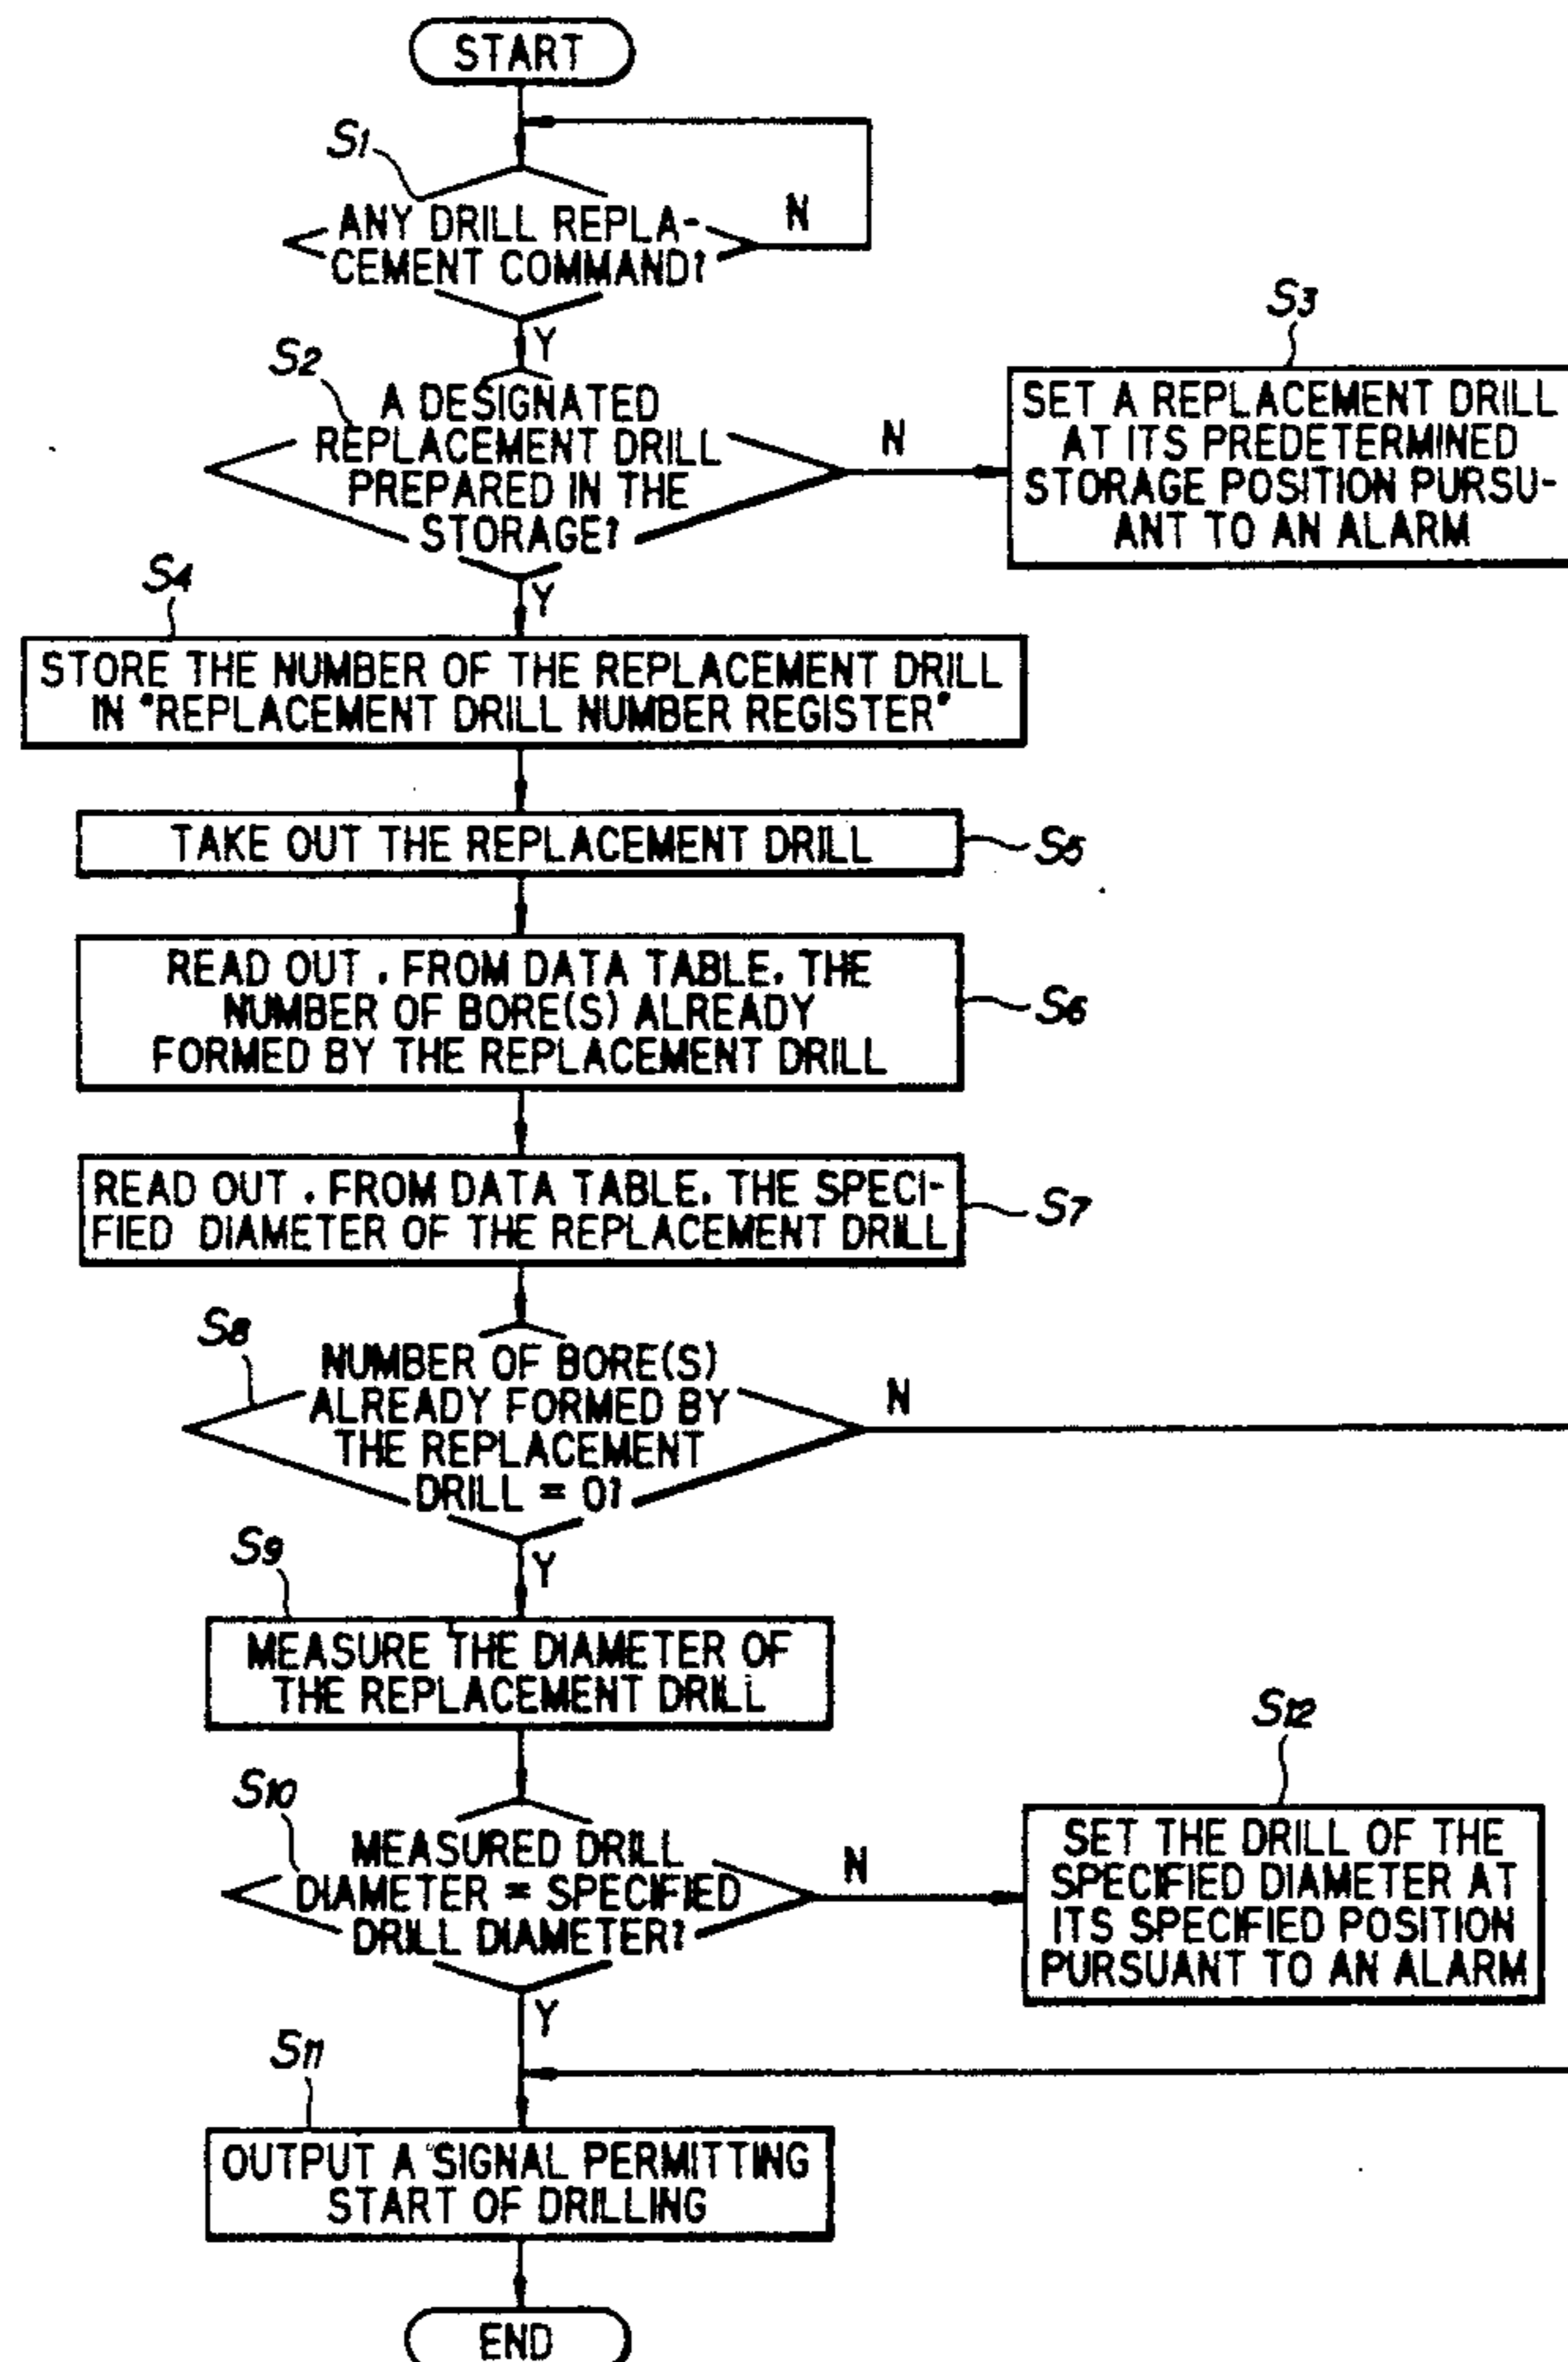 START
S1
ANY DRILL REPLA-
CEMENT COMMAND?
N
Y
S2
A DESIGNATED
REPLACEMENT DRILL
PREPARED IN THE
STORAGE?
N
S3
SET A REPLACEMENT DRILL
AT ITS PREDETERMINED
STORAGE POSITION PURSU-
ANT TO AN ALARM
Y
S4
STORE THE NUMBER OF THE REPLACEMENT DRILL
IN "REPLACEMENT DRILL NUMBER REGISTER"
TAKE OUT THE REPLACEMENT DRILL
S5
READ OUT, FROM DATA TABLE, THE
NUMBER OF BORE(S) ALREADY
FORMED BY THE REPLACEMENT DRILL
S6
READ OUT, FROM DATA TABLE, THE SPECI-
FIED DIAMETER OF THE REPLACEMENT DRILL
S7
S8
NUMBER OF BORE(S)
ALREADY FORMED BY
THE REPLACEMENT
DRILL = 0?
N
Y
S9
MEASURE THE DIAMETER OF
THE REPLACEMENT DRILL
S10
MEASURED DRILL
DIAMETER = SPECIFIED
DRILL DIAMETER?
N
S12
SET THE DRILL OF THE
SPECIFIED DIAMETER AT
ITS SPECIFIED POSITION
PURSUANT TO AN ALARM
Y
S11
OUTPUT A SIGNAL PERMITTING
START OF DRILLING
END